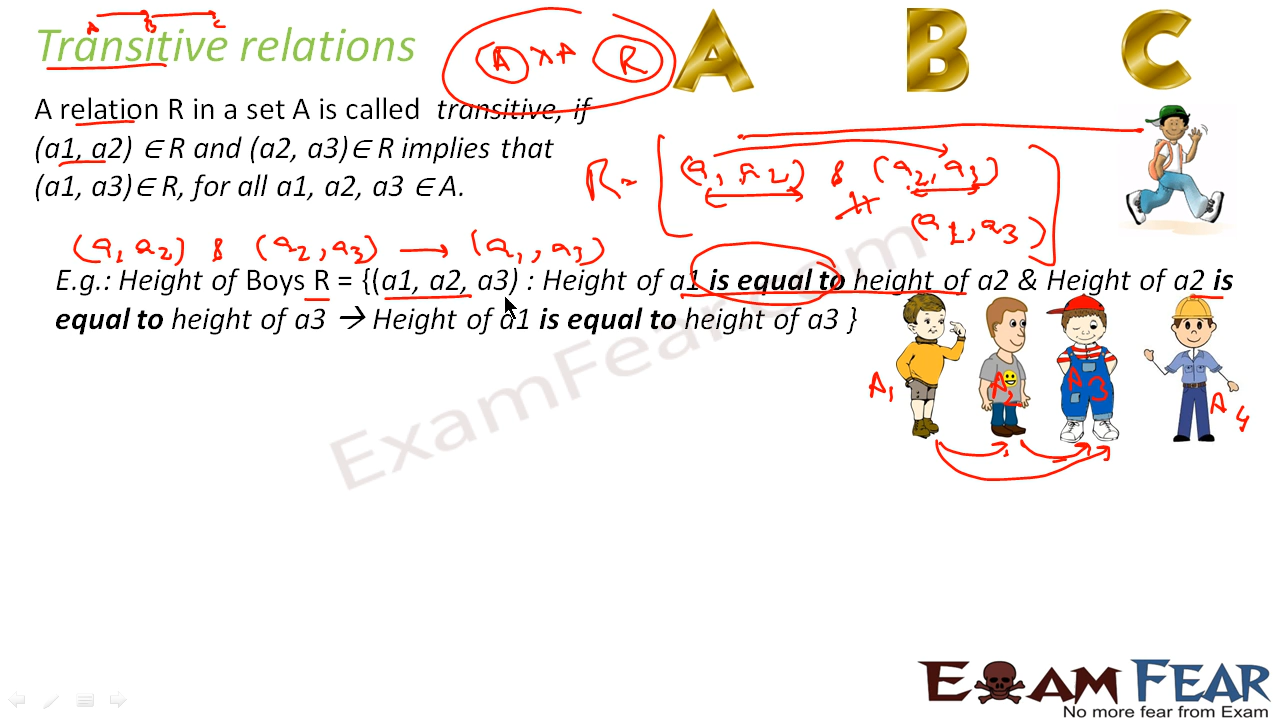 A B C
Transitive relations
A × A R
A B C
A relation R in a set A is called transitive, if
(a1, a2) ∈ R and (a2, a3)∈ R implies that
(a1, a3)∈ R, for all a1, a2, a3 ∈ A.
R = [ (a1, a2) & (a2, a3)
(a1, a3) ]
(a1 a2) & (a2, a3) → (a1, a3)
E.g.: Height of Boys R = {(a1, a2, a3) : Height of a1 is equal to height of a2 & Height of a2 is
equal to height of a3 → Height of a1 is equal to height of a3 }
A1 A2 A3 A4
ExamFear.com
EXAM FEAR
No more fear from Exam